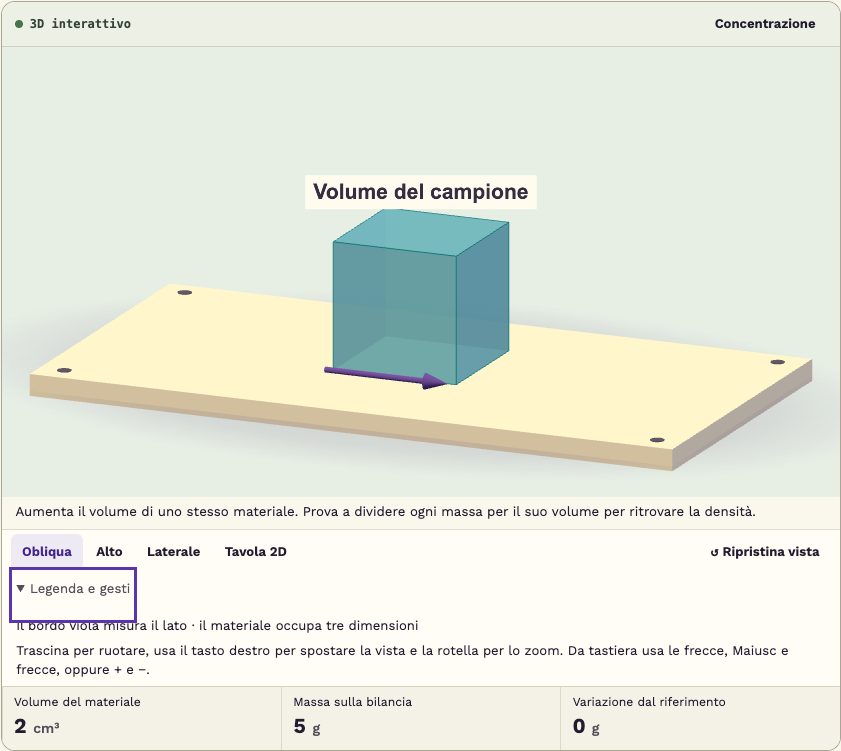 3D interattivo
Concentrazione
Volume del campione
Aumenta il volume di uno stesso materiale. Prova a dividere ogni massa per il suo volume per ritrovare la densità.
Obliqua Alto Laterale Tavola 2D ↺ Ripristina vista
▼ Legenda e gesti
Il bordo viola misura il lato · il materiale occupa tre dimensioni
Trascina per ruotare, usa il tasto destro per spostare la vista e la rotella per lo zoom. Da tastiera usa le frecce, Maiusc e
frecce, oppure + e −.
Volume del materiale
2 cm³
Massa sulla bilancia
5 g
Variazione dal riferimento
0 g